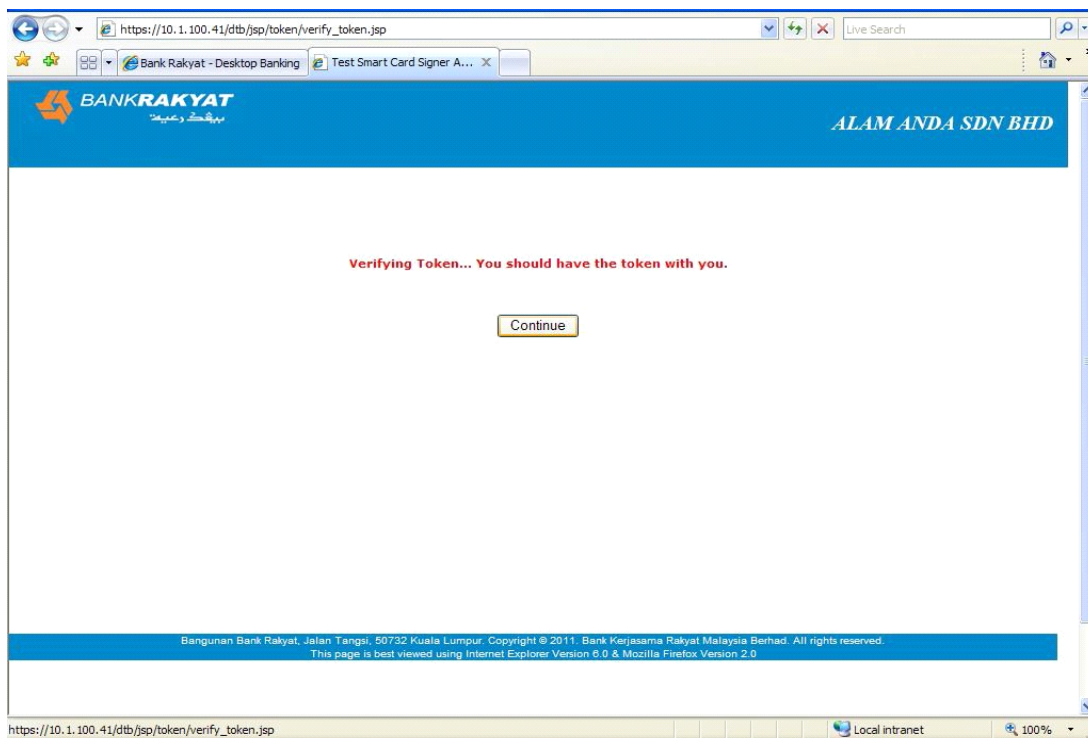 https://10.1.100.41/dtb/jsp/token/verify_token.jsp
Live Search
Bank Rakyat - Desktop Banking
Test Smart Card Signer A...
BANKRAKYAT
ALAM ANDA SDN BHD
Verifying Token... You should have the token with you.
Continue
Bangunan Bank Rakyat, Jalan Tangsi, 50732 Kuala Lumpur. Copyright © 2011. Bank Kerjasama Rakyat Malaysia Berhad. All rights reserved.
This page is best viewed using Internet Explorer Version 6.0 & Mozilla Firefox Version 2.0
https://10.1.100.41/dtb/jsp/token/verify_token.jsp
Local intranet
100%